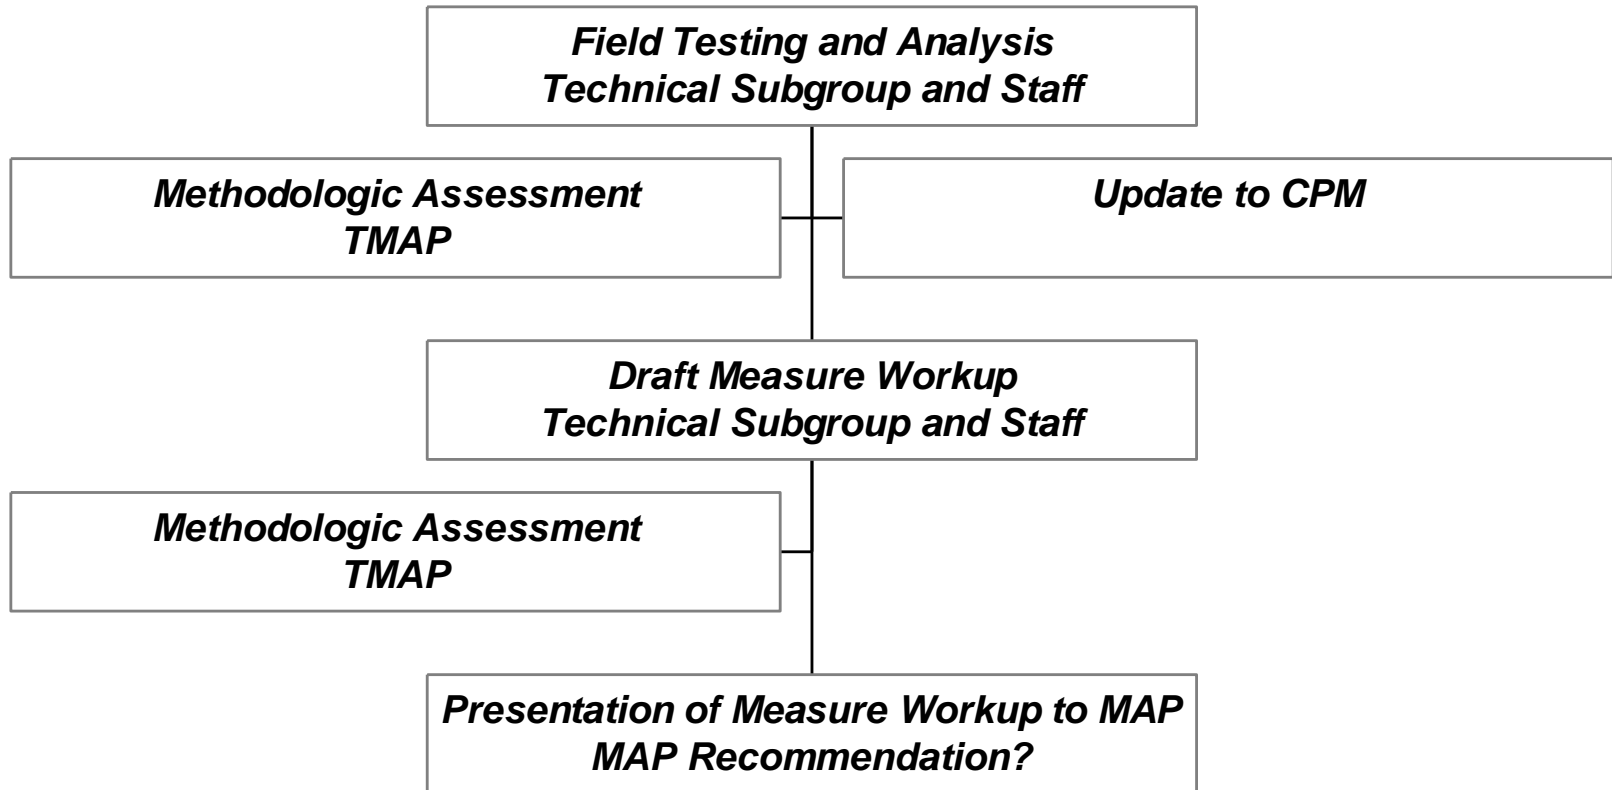 Field Testing and Analysis
Technical Subgroup and Staff
Methodologic Assessment
TMAP
Update to CPM
Draft Measure Workup
Technical Subgroup and Staff
Methodologic Assessment
TMAP
Presentation of Measure Workup to MAP
MAP Recommendation?